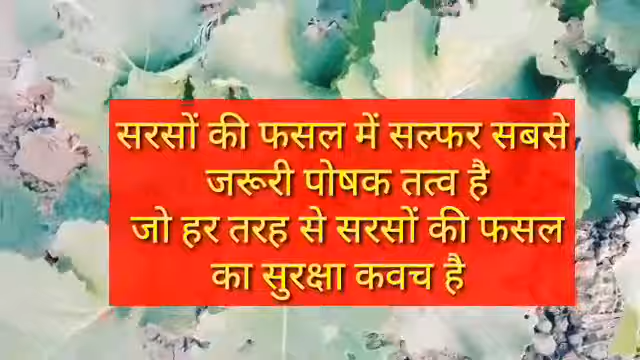 सरसों की फसल में सल्फर सबसे
जरूरी पोषक तत्व है
जो हर तरह से सरसों की फसल
का सुरक्षा कवच है